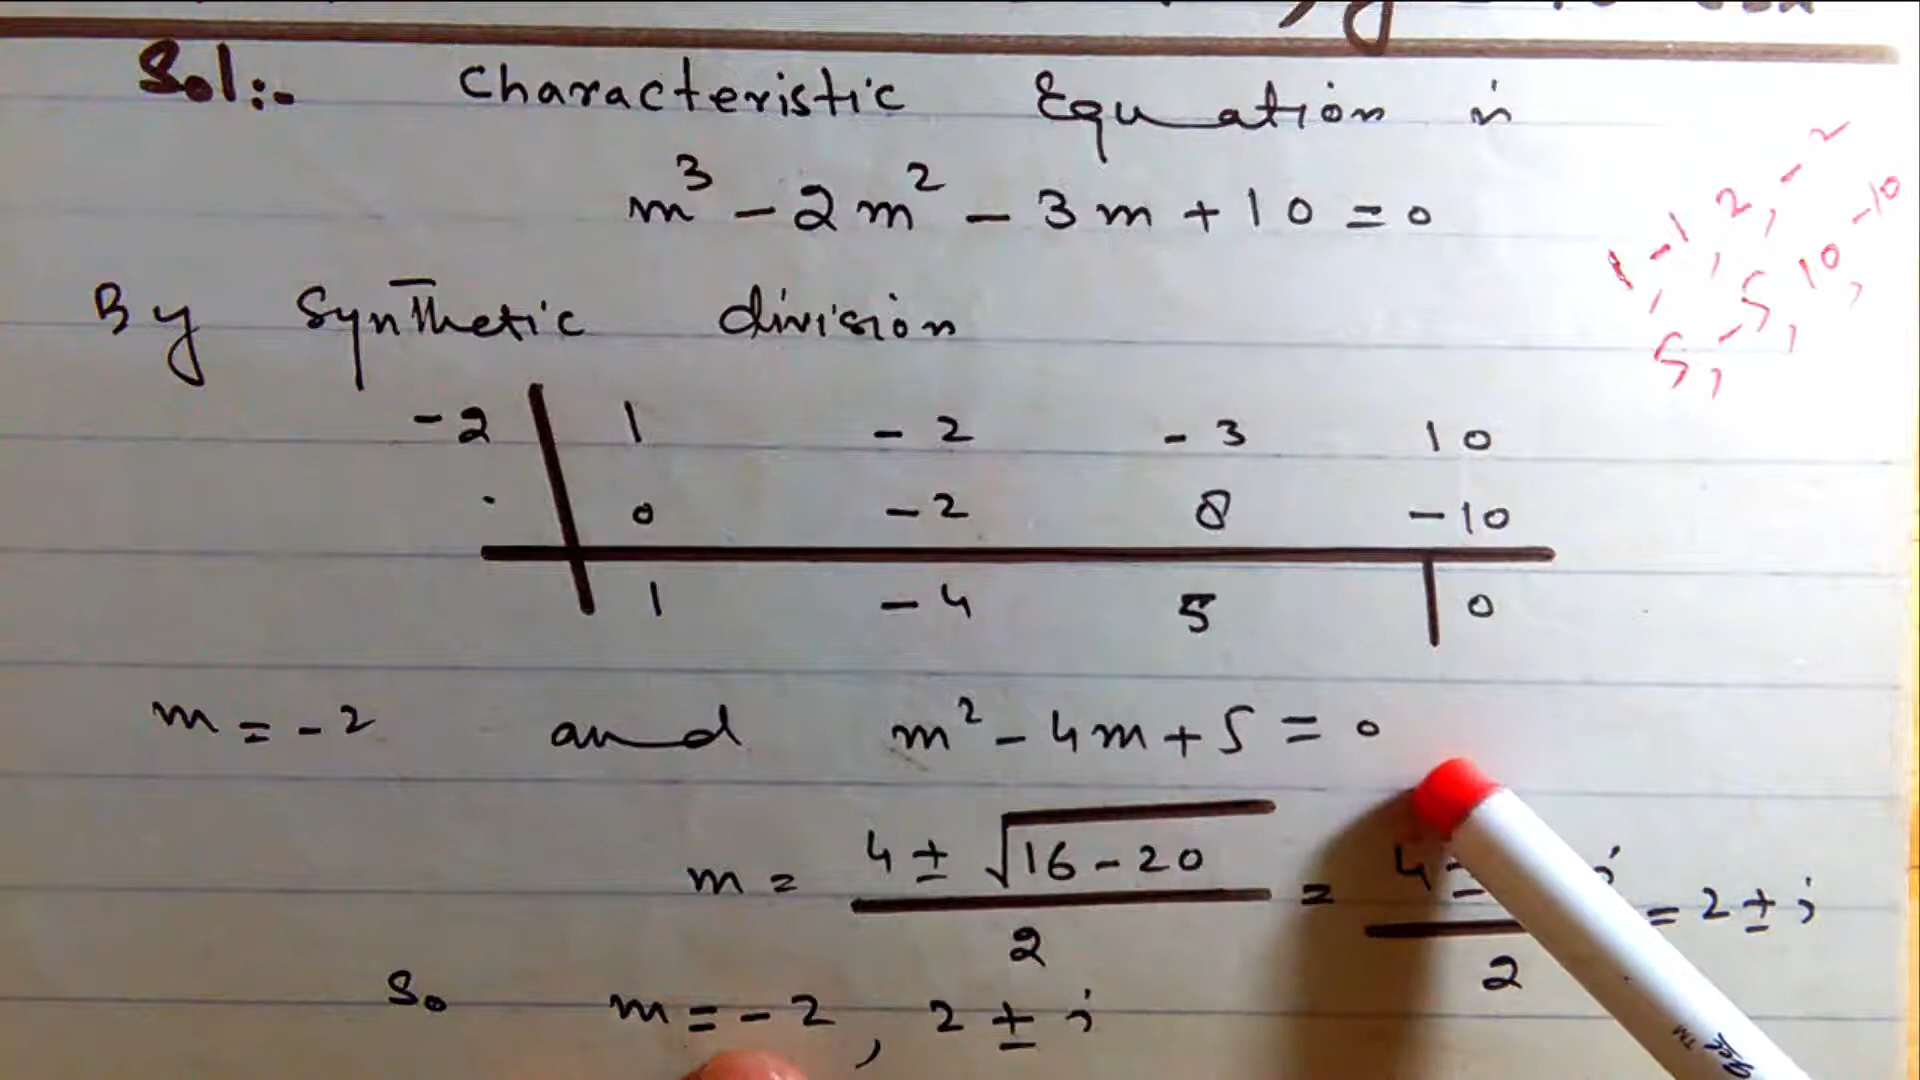 Sol:- Characteristic Equation is
m³ - 2m² - 3m + 10 = 0
1, -1, 2, -2
5, -5, 10, -10
By Synthetic division
-2 | 1 -2 -3 10
0 -2 8 -10
1 -4 5 | 0
m = -2 and m² - 4m + 5 = 0
m = 4 ± √16 - 20 / 2 = 4 ± i / 2 = 2 ± i
So m = -2, 2 ± i